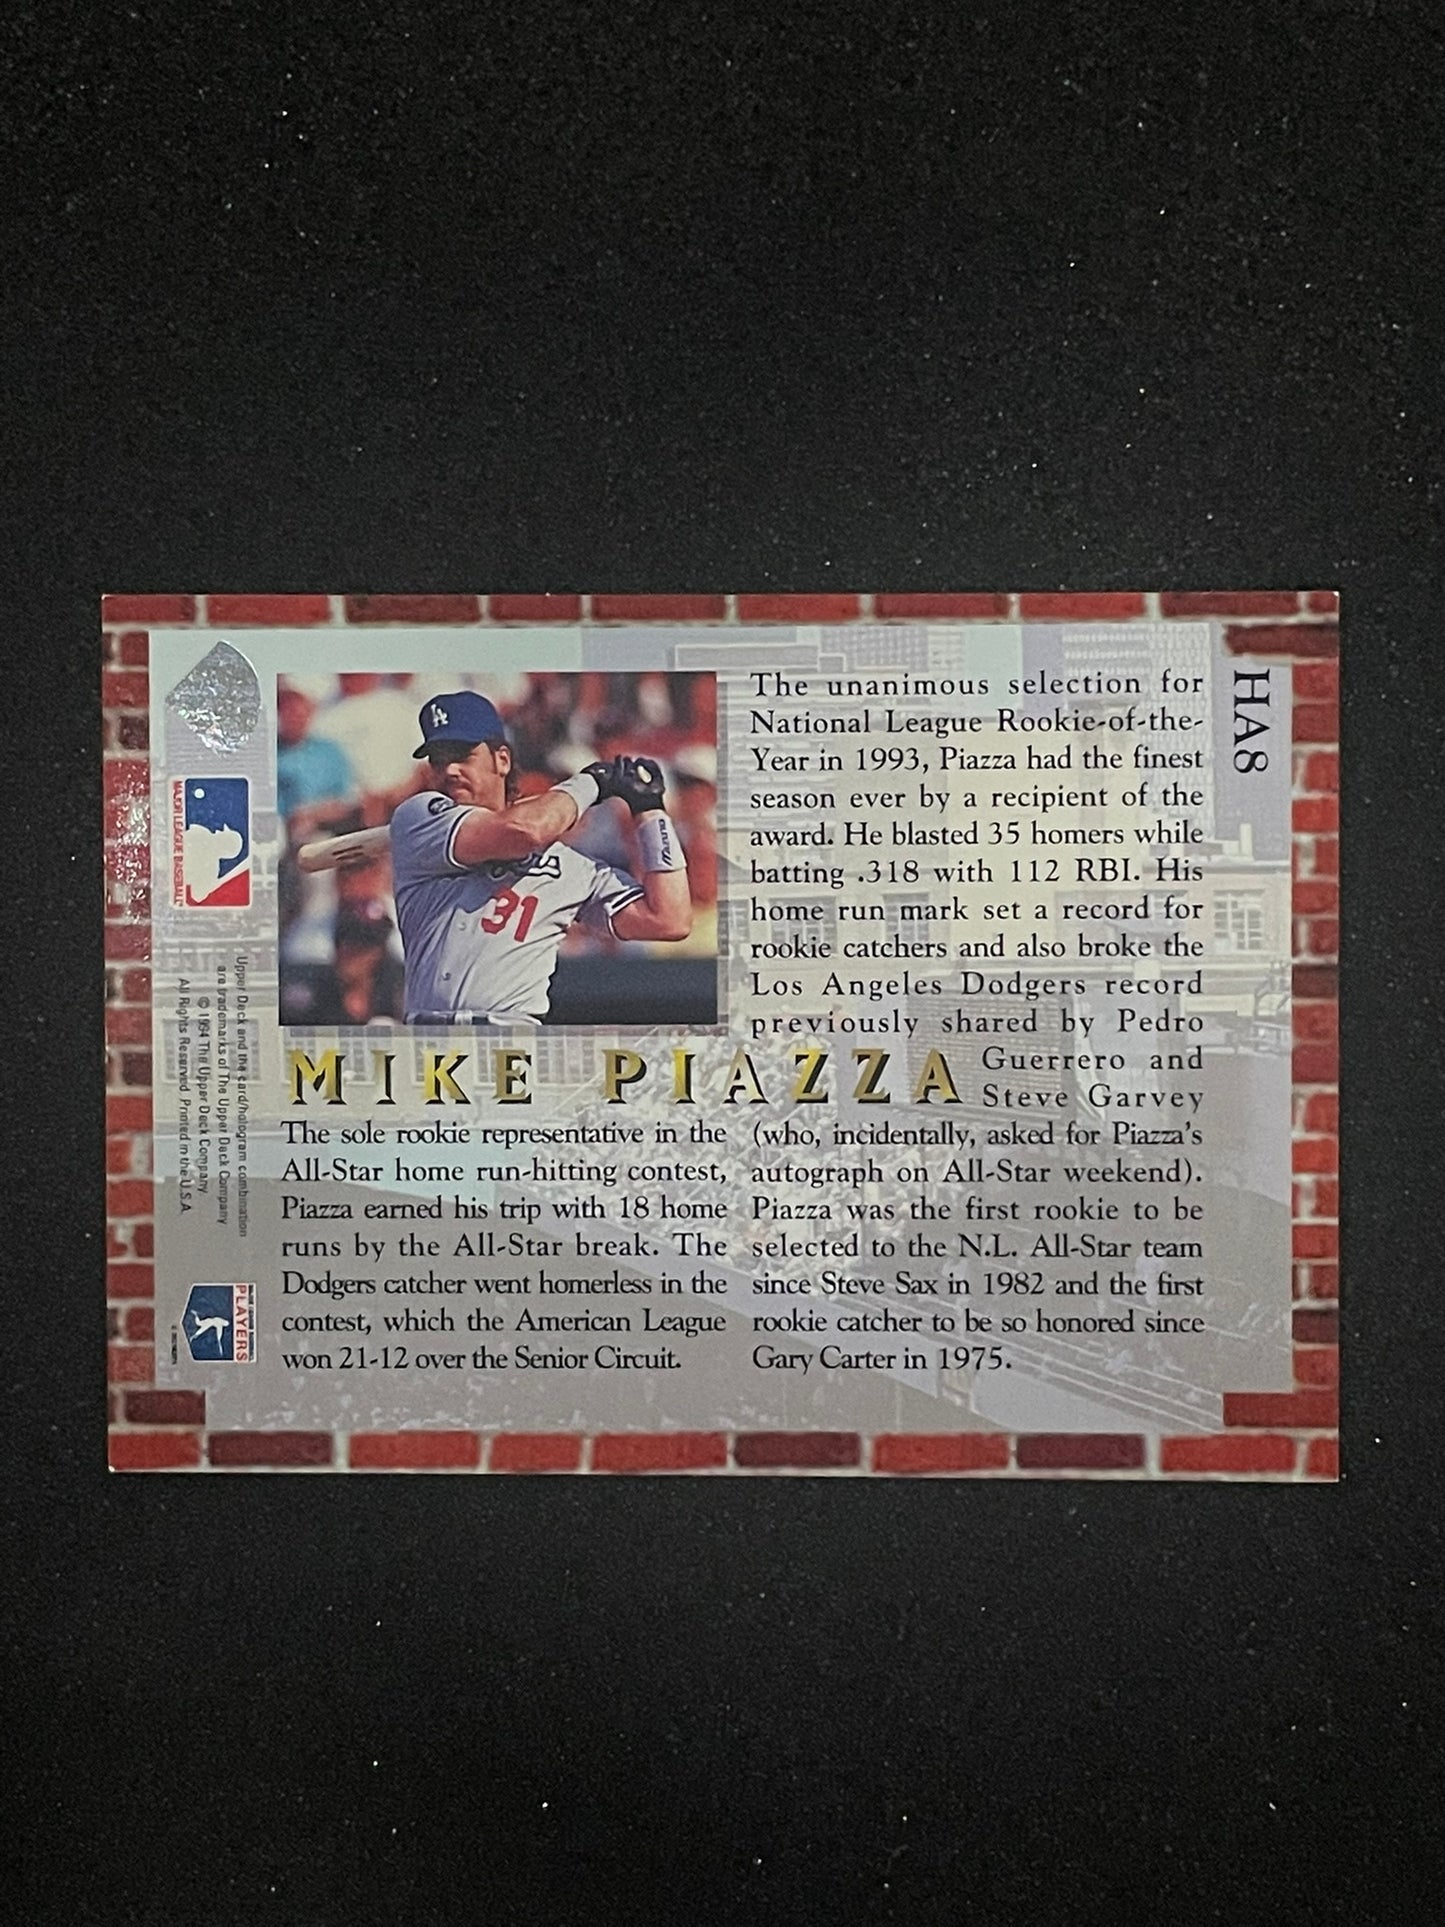 HA8
MAJOR LEAGUE BASEBALL
Upper Deck and the card/hologram combination
are trademarks of The Upper Deck Company
© 1994 The Upper Deck Company
All Rights Reserved. Printed in the U.S.A.
PLAYERS
LA
31
Mizuno
MIKE PIAZZA
The sole rookie representative in the
All-Star home run-hitting contest,
Piazza earned his trip with 18 home
runs by the All-Star break. The
Dodgers catcher went homerless in the
contest, which the American League
won 21-12 over the Senior Circuit.
The unanimous selection for
National League Rookie-of-the-
Year in 1993, Piazza had the finest
season ever by a recipient of the
award. He blasted 35 homers while
batting .318 with 112 RBI. His
home run mark set a record for
rookie catchers and also broke the
Los Angeles Dodgers record
previously shared by Pedro
Guerrero and
Steve Garvey
(who, incidentally, asked for Piazza's
autograph on All-Star weekend).
Piazza was the first rookie to be
selected to the N.L. All-Star team
since Steve Sax in 1982 and the first
rookie catcher to be so honored since
Gary Carter in 1975.